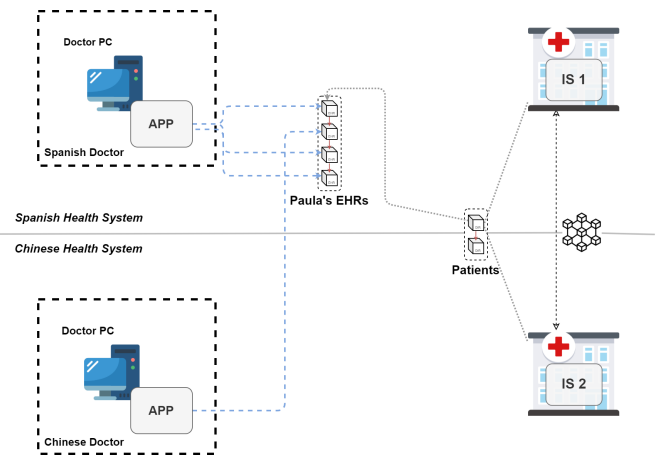 Doctor PC
APP
Spanish Doctor
Paula's EHRs
IS 1
Spanish Health System
Chinese Health System
Patients
Doctor PC
APP
Chinese Doctor
IS 2